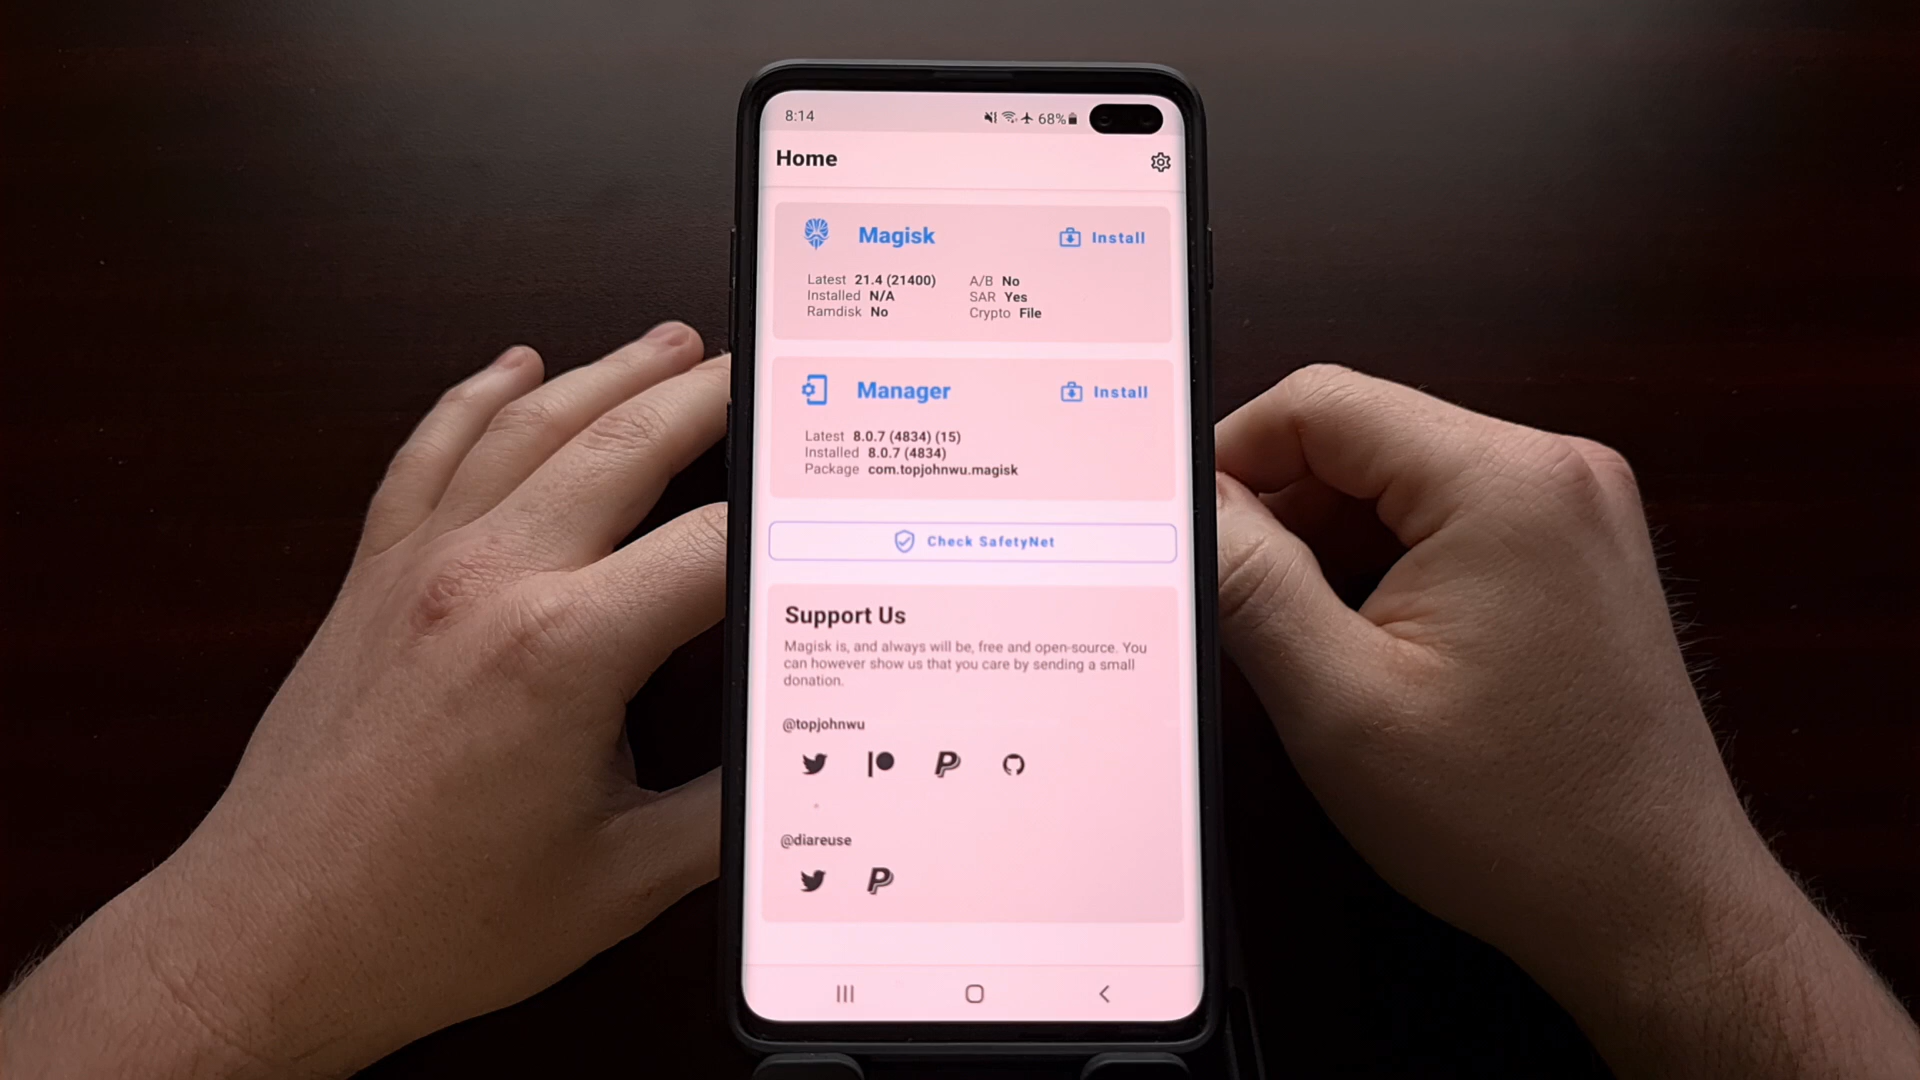 8:14 68%
Home
Magisk Install
Latest 21.4 (21400) A/B No
Installed N/A SAR Yes
Ramdisk No Crypto File
Manager Install
Latest 8.0.7 (4834) (15)
Installed 8.0.7 (4834)
Package com.topjohnwu.magisk
Check SafetyNet
Support Us
Magisk is, and always will be, free and open-source. You
can however show us that you care by sending a small
donation.
@topjohnwu
@diareuse